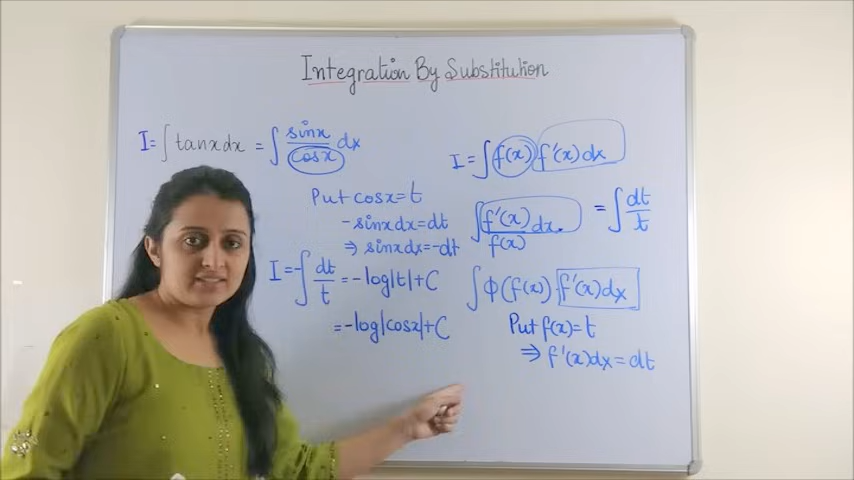 Integration By Substitution
I = ∫ tanx dx = ∫ sinx/cosx dx
Put cosx = t
-sinx dx = dt
⇒ sinx dx = -dt
I = -∫ dt/t = -log|t| + C
= -log|cosx| + C
I = ∫ f(x) f'(x) dx
∫ f'(x)/f(x) dx. = ∫ dt/t
∫ Φ(f(x)) f'(x) dx
Put f(x) = t
⇒ f'(x) dx = dt